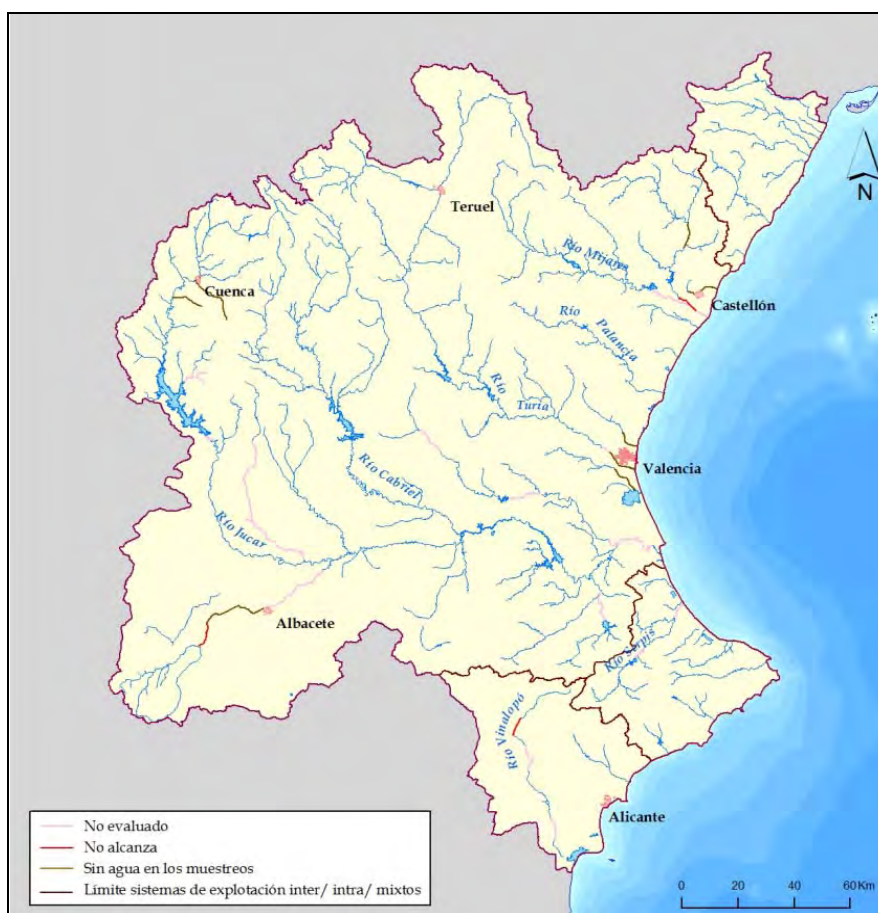 N
Teruel
Río Mijares
Cuenca
Castellón
Río Palancia
Río Turia
Valencia
Río Cabriel
Río Jucar
Albacete
Río Serpis
Río Vinalopó
Alicante
No evaluado
No alcanza
Sin agua en los muestreos
Límite sistemas de explotación inter/ intra/ mixtos
0 20 40 60 Km